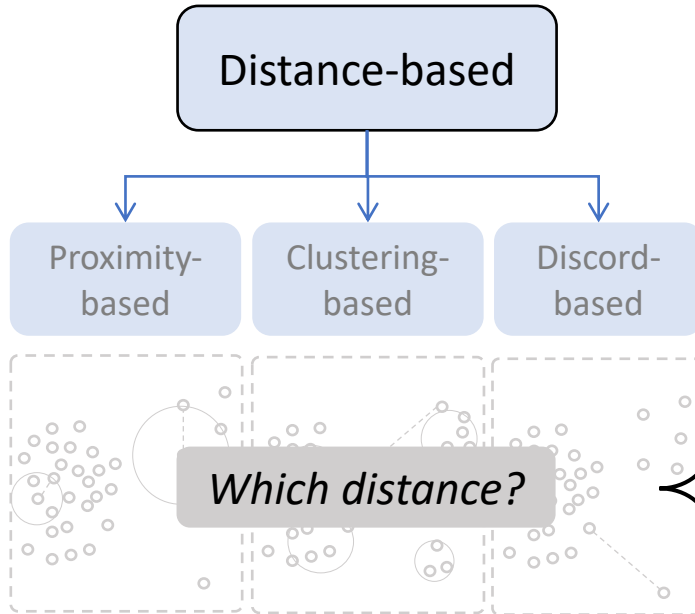 Distance-based
Proximity-
based
Clustering-
based
Discord-
based
Which distance?